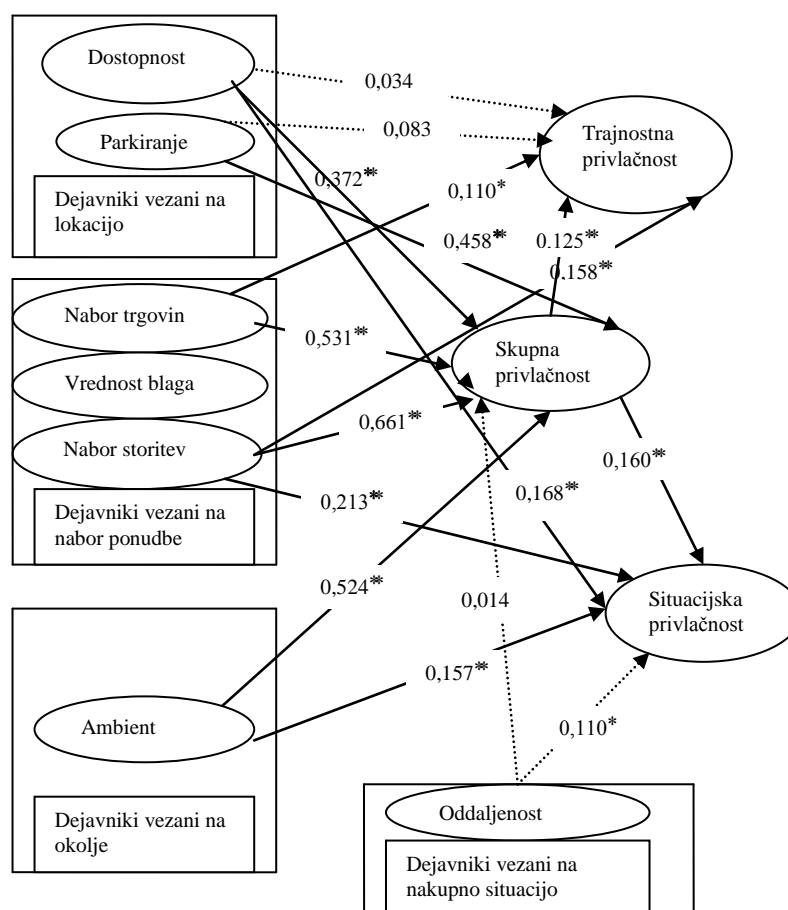 Dostopnost
0,034
Parkiranje
0,083
Trajnostna
privlačnost
Dejavniki vezani na
lokacijo
0,372**
0,110*
0,458**
0.125**
0,158**
Nabor trgovin
0,531**
Skupna
privlačnost
Vrednost blaga
Nabor storitev
0,661**
0,160**
Dejavniki vezani na
nabor ponudbe
0,213**
0,168**
0,524**
0,014
Situacijska
privlačnost
0,157**
Ambient
0,110*
Dejavniki vezani na
okolje
Oddaljenost
Dejavniki vezani na
nakupno situacijo